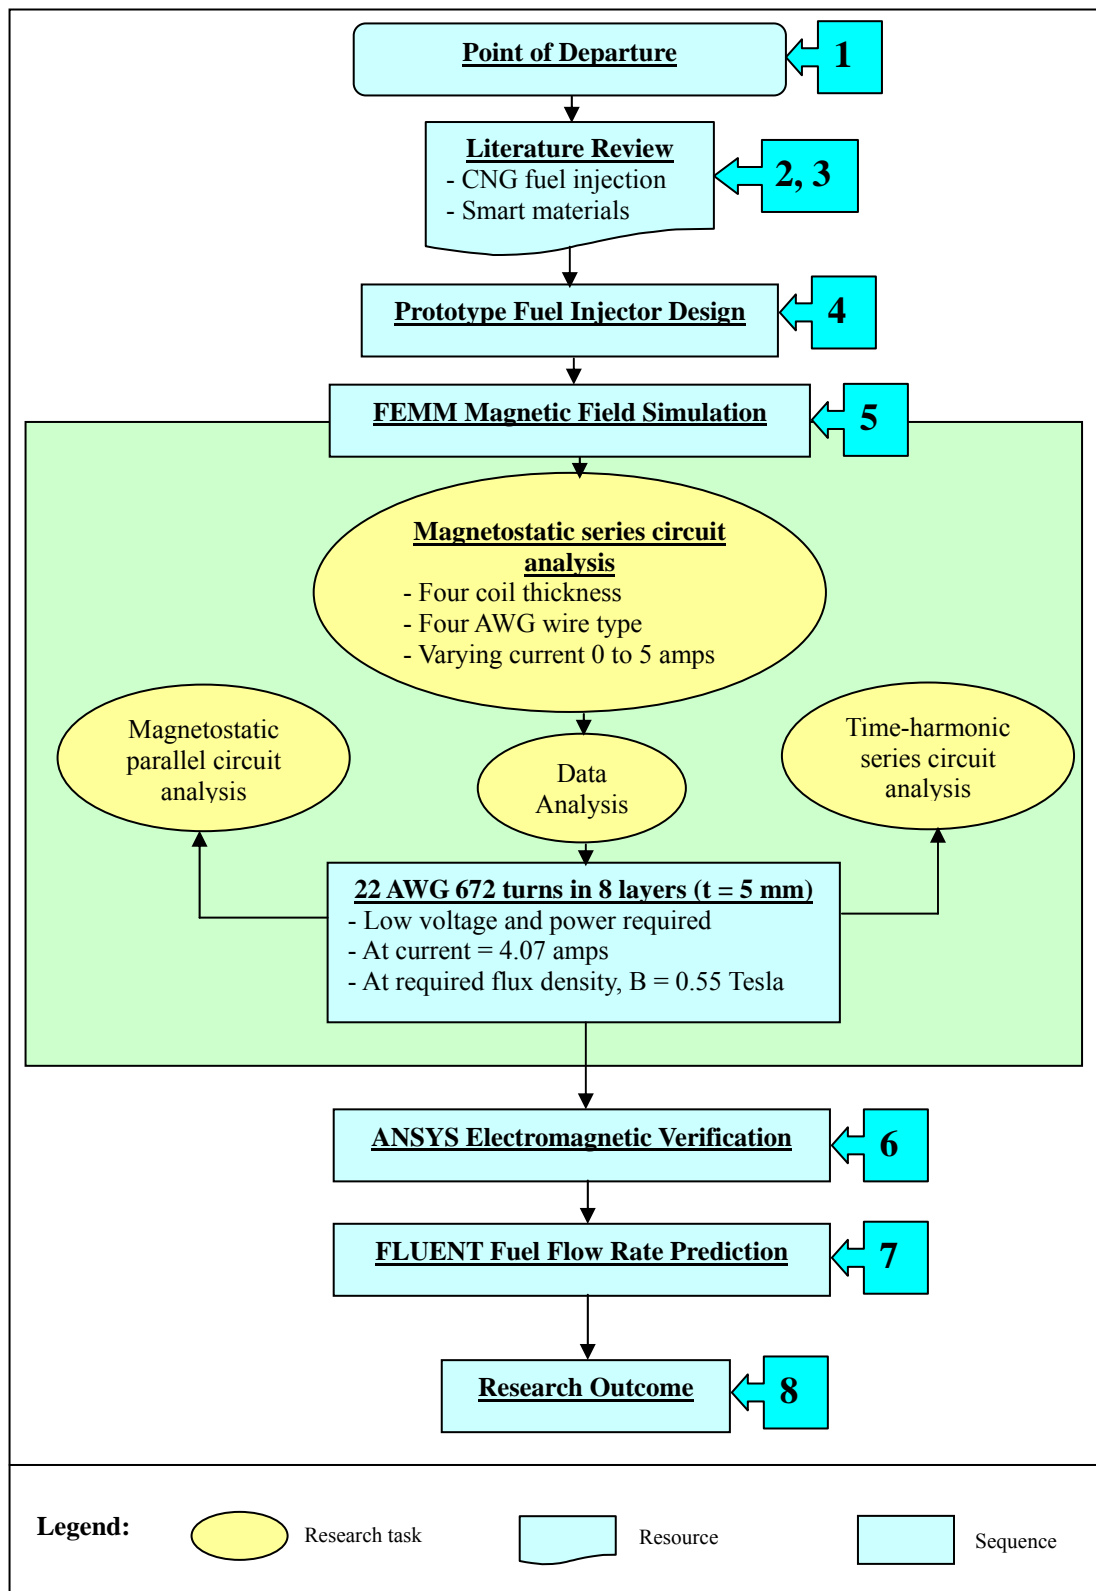 Point of Departure
1
Literature Review
- CNG fuel injection
- Smart materials
2, 3
Prototype Fuel Injector Design
4
FEMM Magnetic Field Simulation
5
Magnetostatic series circuit
analysis
- Four coil thickness
- Four AWG wire type
- Varying current 0 to 5 amps
Magnetostatic
parallel circuit
analysis
Data
Analysis
Time-harmonic
series circuit
analysis
22 AWG 672 turns in 8 layers (t = 5 mm)
- Low voltage and power required
- At current = 4.07 amps
- At required flux density, B = 0.55 Tesla
ANSYS Electromagnetic Verification
6
FLUENT Fuel Flow Rate Prediction
7
Research Outcome
8
Legend:
Research task
Resource
Sequence